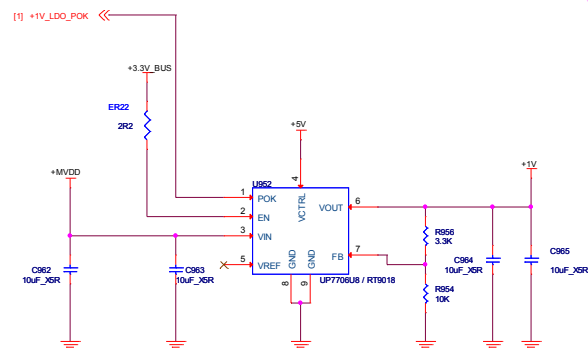 [1] +1V_LDO_POK
+3.3V_BUS
ER22
2R2
+5V
+MVDD
+1V
U952
1 POK
2 EN
3 VIN
5 VREF
4 VCTRL
VOUT 6
FB 7
GND 8
GND 9
UP7706U8 / RT9018
R956
3.3K
R954
10K
C962
10uF_X5R
C963
10uF_X5R
C964
10uF_X5R
C965
10uF_X5R